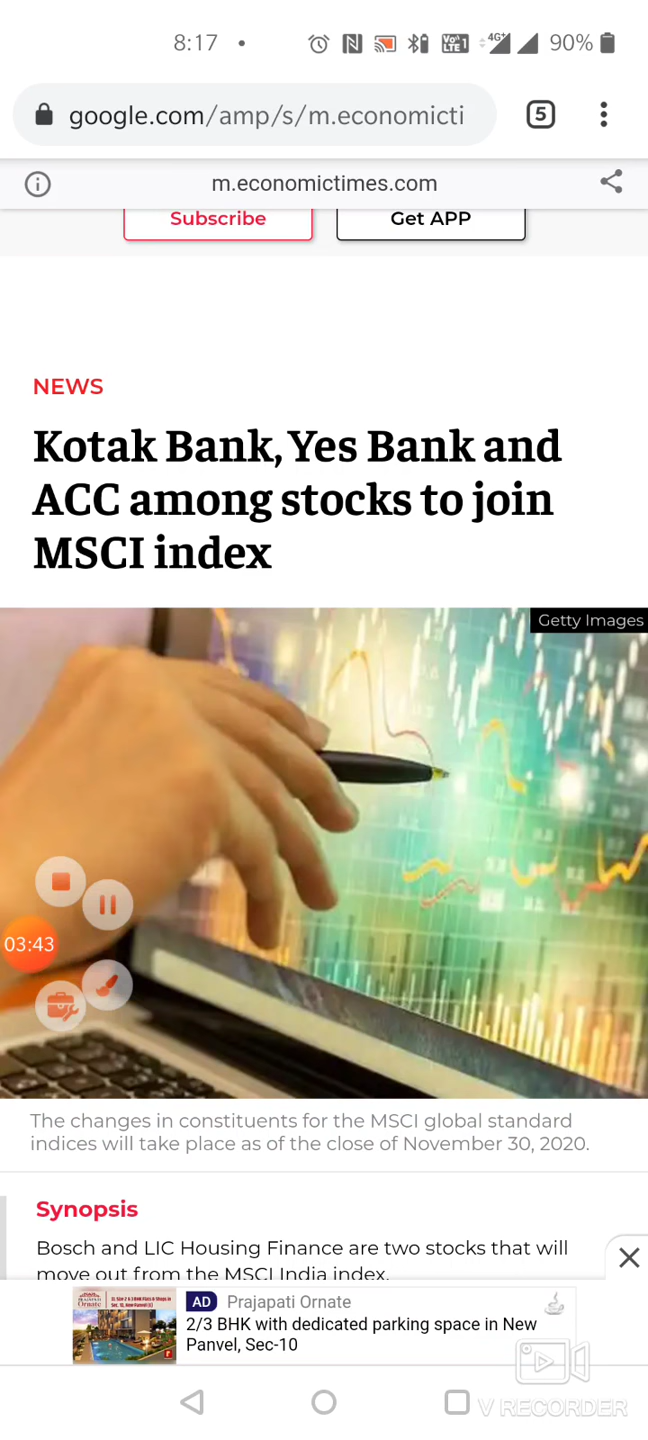 8:17
4G+
Vo 1
LTE
90%
google.com/amp/s/m.economicti
5
m.economictimes.com
Subscribe
Get APP
NEWS
Kotak Bank, Yes Bank and
ACC among stocks to join
MSCI index
Getty Images
03:43
The changes in constituents for the MSCI global standard
indices will take place as of the close of November 30, 2020.
Synopsis
Bosch and LIC Housing Finance are two stocks that will
move out from the MSCI India index.
AD Prajapati Ornate
2/3 BHK with dedicated parking space in New
Panvel, Sec-10
V RECORDER